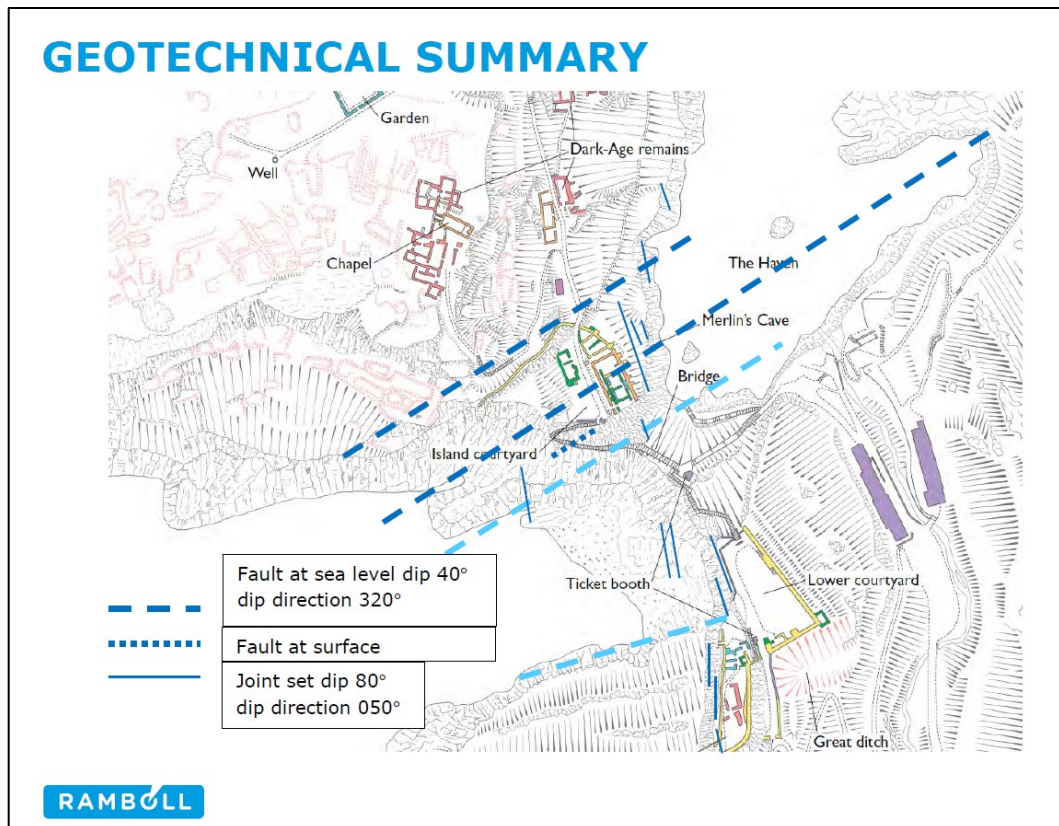 GEOTECHNICAL SUMMARY
Garden
Well
Dark-Age remains
Chapel
The Haven
Merlin's Cave
Bridge
Island courtyard
Ticket booth
Lower courtyard
Great ditch
Fault at sea level dip 40°
dip direction 320°
Fault at surface
Joint set dip 80°
dip direction 050°
RAMBOLL